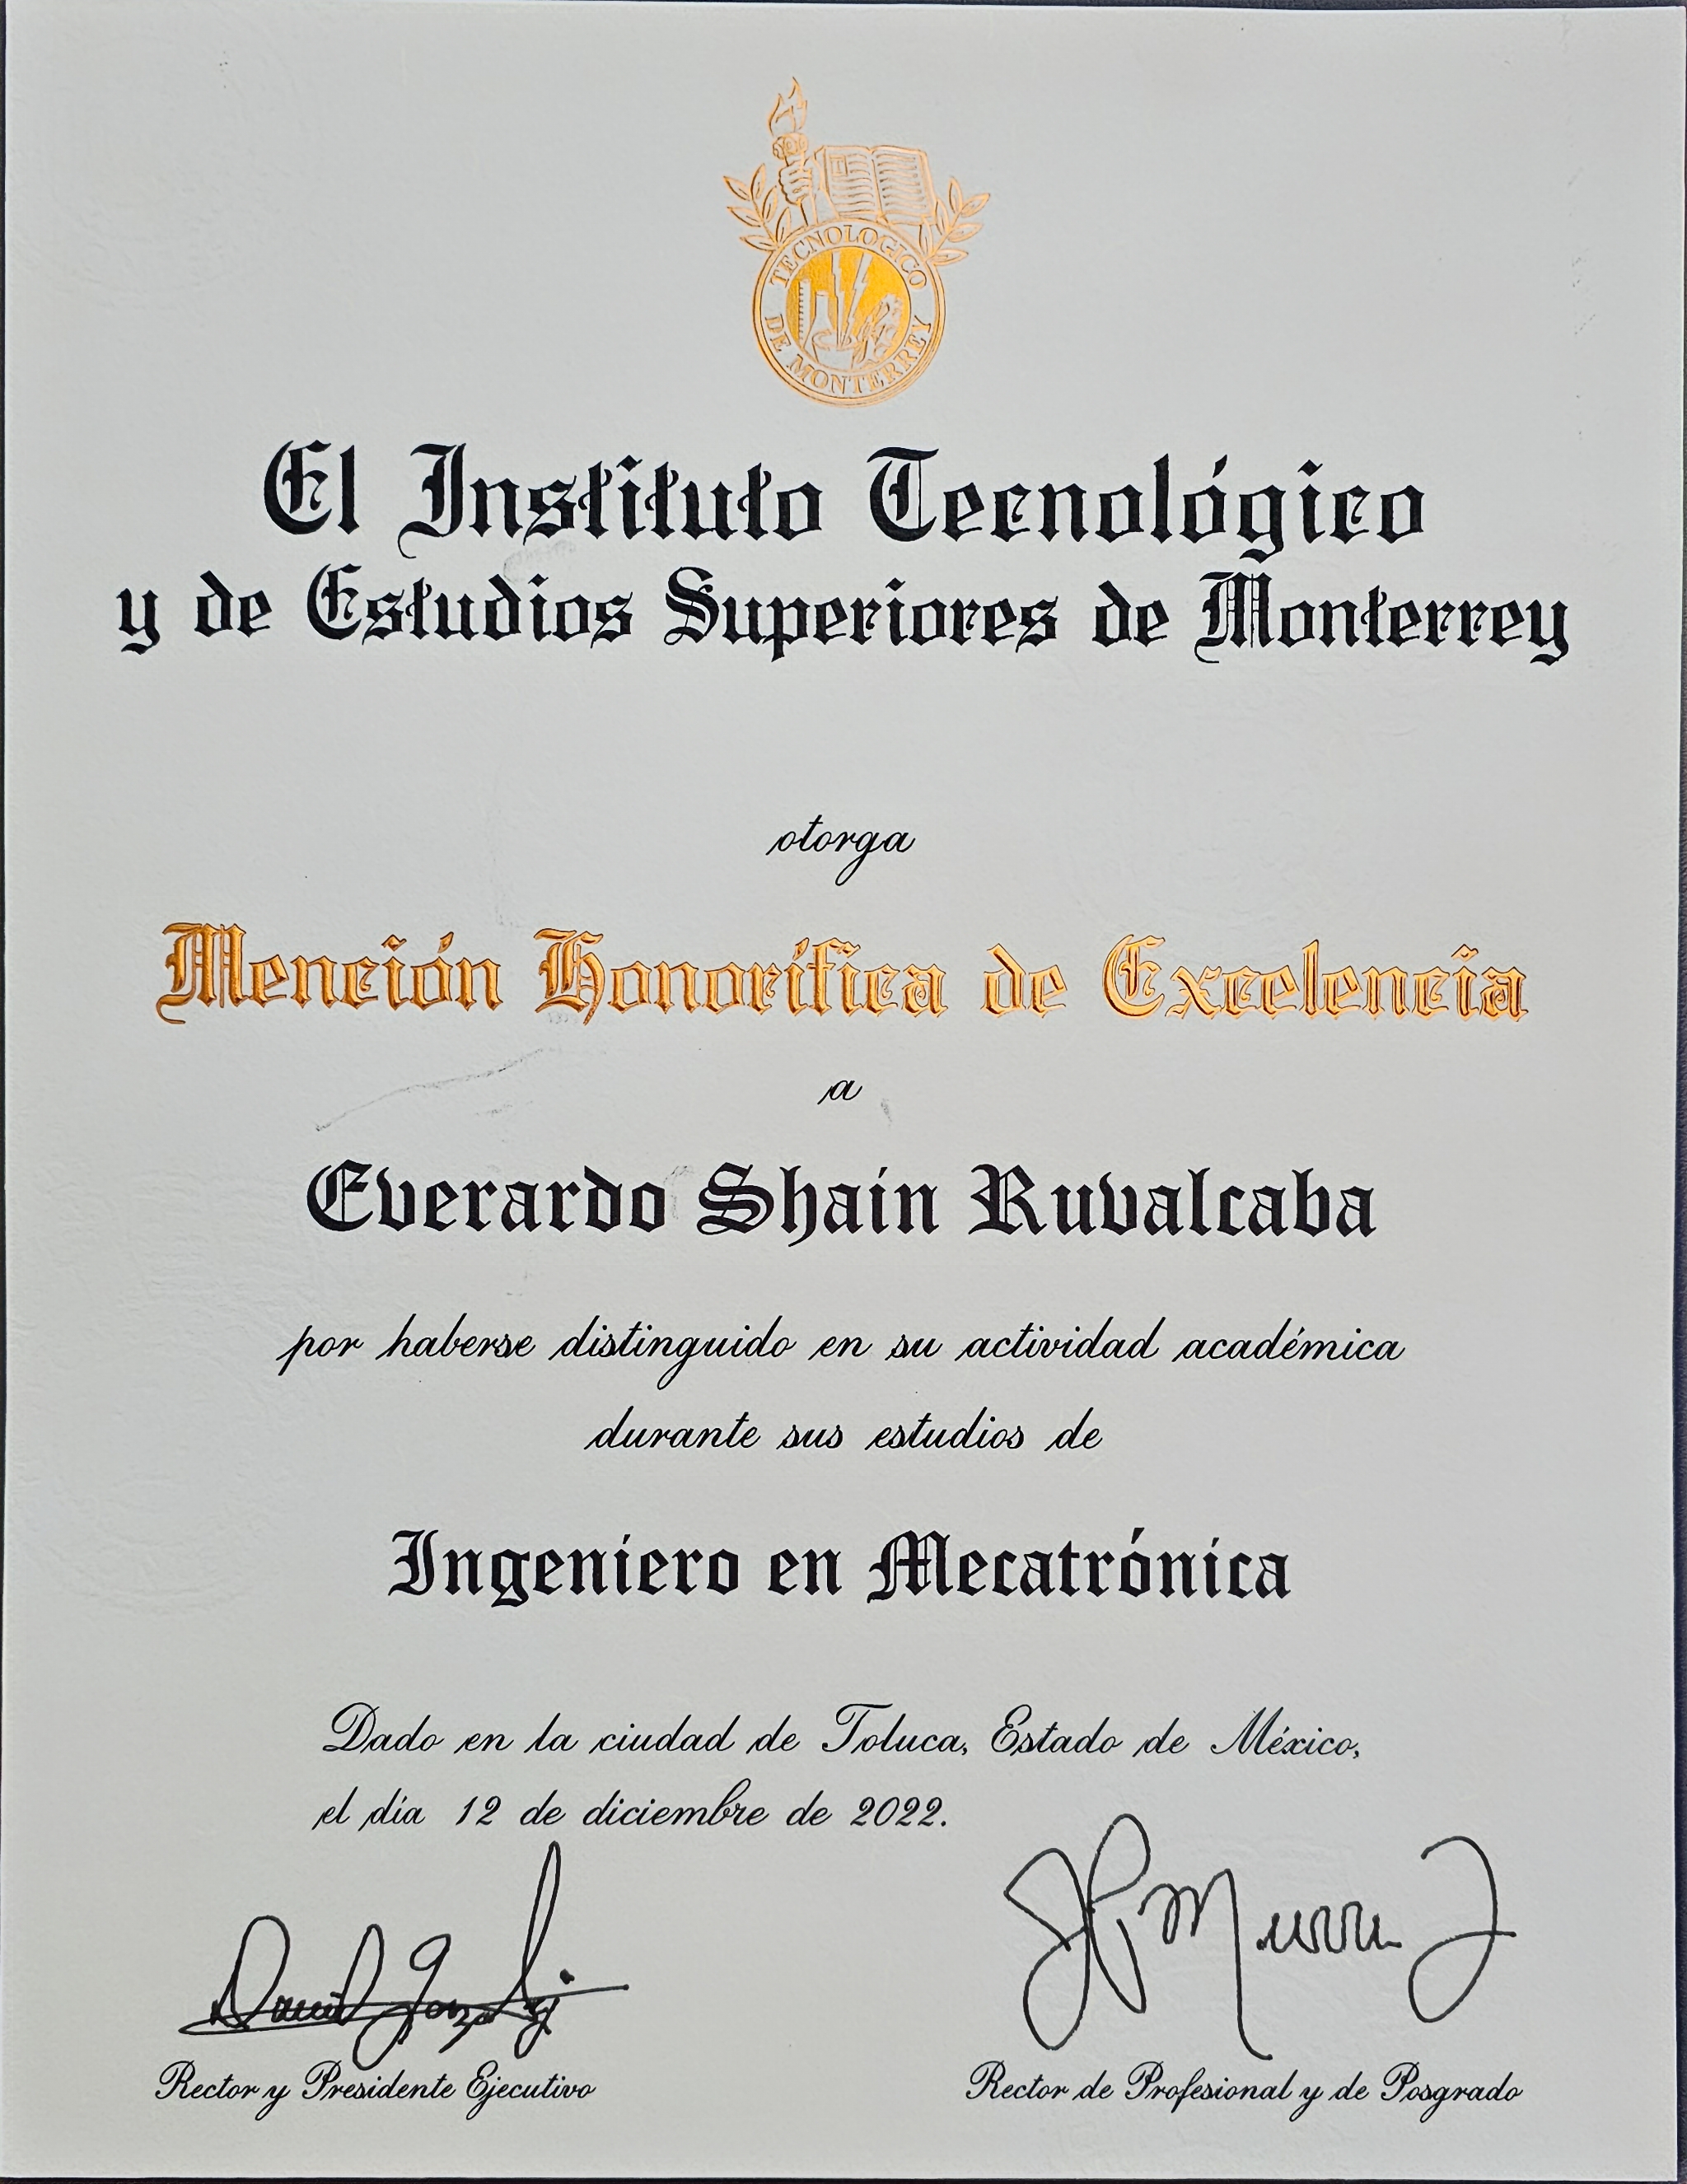 TECNOLOGICO DE MONTERREY
El Instituto Tecnológico
y de Estudios Superiores de Monterrey
otorga
Mención Honorífica de Excelencia
a
Everardo Shain Ruvalcaba
por haberse distinguido en su actividad académica
durante sus estudios de
Ingeniero en Mecatrónica
Dado en la ciudad de Toluca, Estado de México,
el día 12 de diciembre de 2022.
Rector y Presidente Ejecutivo
Rector de Profesional y de Posgrado